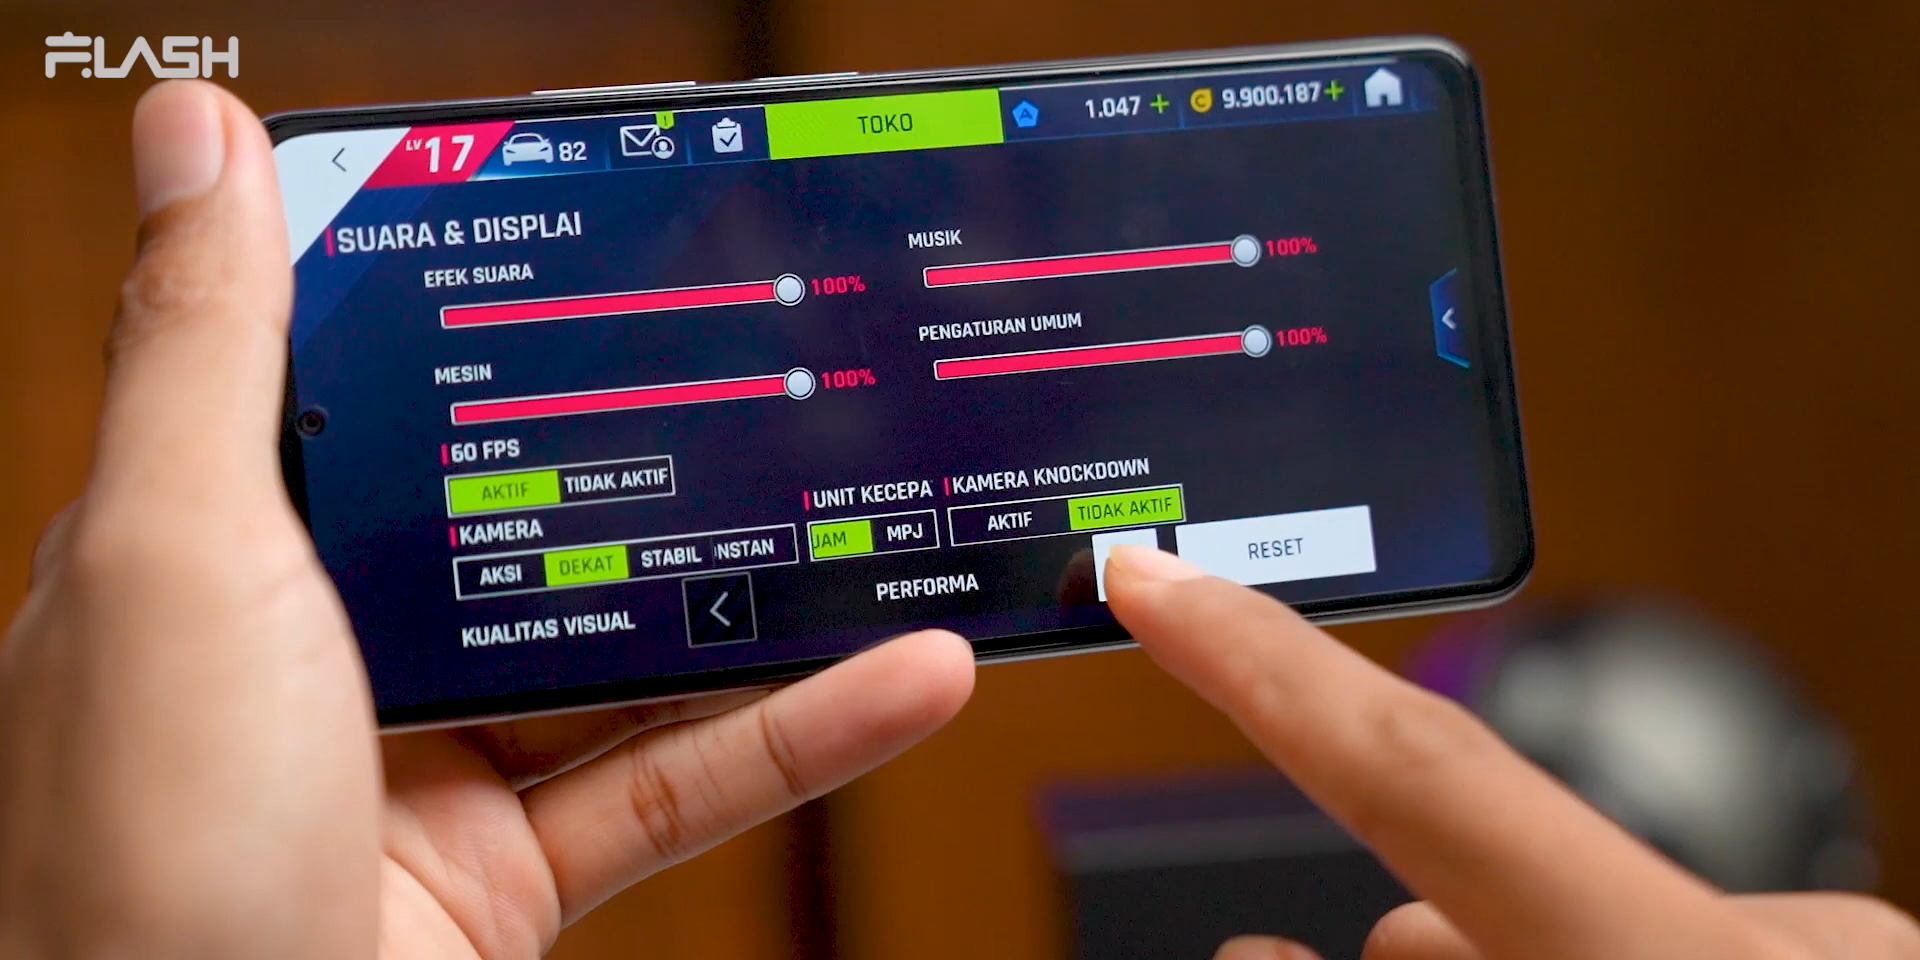 FLASH
LV 17
82
TOKO
1.047
9.900.187
SUARA & DISPLAI
EFEK SUARA
100%
MUSIK
100%
MESIN
100%
PENGATURAN UMUM
100%
60 FPS
AKTIF TIDAK AKTIF
KAMERA
AKSI DEKAT STABIL NSTAN
UNIT KECEPA
JAM MPJ
KAMERA KNOCKDOWN
AKTIF TIDAK AKTIF
KUALITAS VISUAL
PERFORMA
RESET